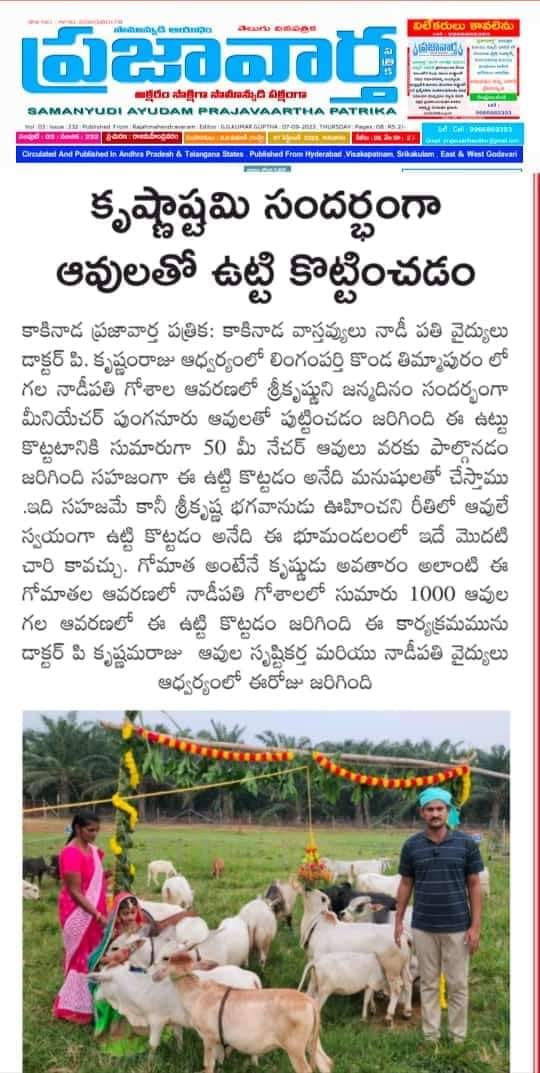 సామాన్యుడి ఆయుధం
తెలుగు దినపత్రిక
ప్రజావార్త
పత్రిక
అక్షరం సాక్షిగా సామాన్యుడి పక్షంగా
SAMANYUDI AYUDAM PRAJAVAARTHA PATRIKA
విలేకరులు కావలెను
Vol : 03 : Issue : 232 : Published From : Rajahmahendravaram : Editor : G.S.KUMAR GUPTHA : 07-09-2023, THURSDAY : Pages : 08 : RS.2/-
సెల్ : Cell : 9966860393
Circulated And Published In Andhra Pradesh & Telangana States , Published From Hyderabad ,Visakapatnam, Srikakulam , East & West Godavari
కృష్ణాష్టమి సందర్భంగా
ఆవులతో ఉట్టి కొట్టించడం
కాకినాడ ప్రజావార్త పత్రిక: కాకినాడ వాస్తవ్యులు నాడీ పతి వైద్యులు
డాక్టర్ పి. కృష్ణంరాజు ఆధ్వర్యంలో లింగంపర్తి కొండ తిమ్మాపురం లో
గల నాడీపతి గోశాల ఆవరణలో శ్రీకృష్ణుని జన్మదినం సందర్భంగా
మీనియేచర్ పుంగనూరు ఆవులతో పుట్టించడం జరిగింది ఈ ఉట్టు
కొట్టటానికి సుమారుగా 50 మీ నేచర్ ఆవులు వరకు పాల్గొనడం
జరిగింది సహజంగా ఈ ఉట్టి కొట్టడం అనేది మనుషులతో చేస్తాము
.ఇది సహజమే కానీ శ్రీకృష్ణ భగవానుడు ఊహించని రీతిలో ఆవులే
స్వయంగా ఉట్టి కొట్టడం అనేది ఈ భూమండలంలో ఇదే మొదటి
చారి కావచ్చు. గోమాత అంటేనే కృష్ణుడు అవతారం అలాంటి ఈ
గోమాతల ఆవరణలో నాడీపతి గోశాలలో సుమారు 1000 ఆవుల
గల ఆవరణలో ఈ ఉట్టి కొట్టడం జరిగింది ఈ కార్యక్రమమును
డాక్టర్ పి కృష్ణమరాజు ఆవుల సృష్టికర్త మరియు నాడీపతి వైద్యులు
ఆధ్వర్యంలో ఈరోజు జరిగింది